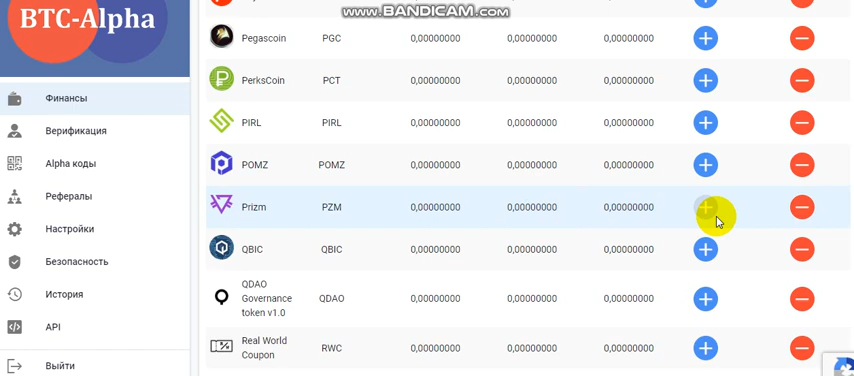 www.BANDICAM.com
BTC-Alpha
Финансы
Верификация
Alpha коды
Рефералы
Настройки
Безопасность
История
API
Выйти
Pegascoin PGC 0,00000000 0,00000000 0,00000000
PerksCoin PCT 0,00000000 0,00000000 0,00000000
PIRL PIRL 0,00000000 0,00000000 0,00000000
POMZ POMZ 0,00000000 0,00000000 0,00000000
Prizm PZM 0,00000000 0,00000000 0,00000000
QBIC QBIC 0,00000000 0,00000000 0,00000000
QDAO
Governance QDAO 0,00000000 0,00000000 0,00000000
token v1.0
Real World
Coupon RWC 0,00000000 0,00000000 0,00000000